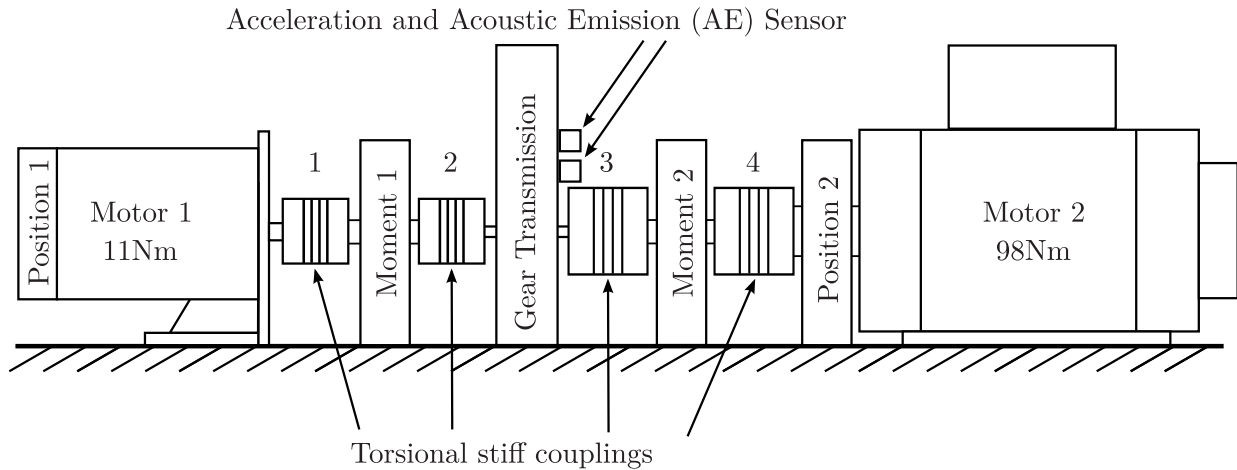 Acceleration and Acoustic Emission (AE) Sensor
Position 1
Motor 1
11Nm
1
Moment 1
2
Gear Transmission
3
Moment 2
4
Position 2
Motor 2
98Nm
Torsional stiff couplings